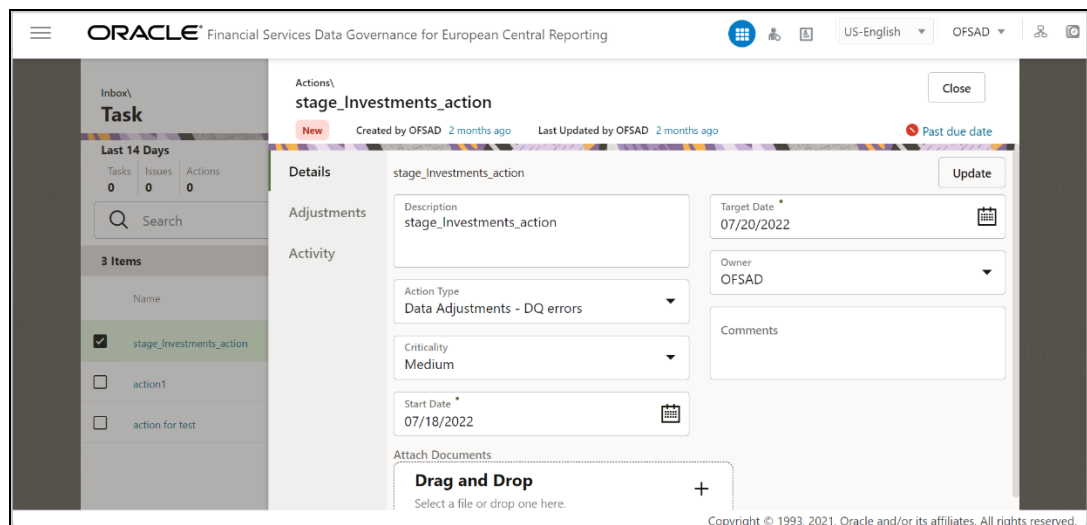 ORACLE® Financial Services Data Governance for European Central Reporting
US-English
OFSAD
Inbox\
Task
Last 14 Days
Tasks Issues Actions
0 0 0
Search
3 Items
Name
stage_Investments_action
action1
action for test
Actions\
stage_Investments_action
Close
New Created by OFSAD 2 months ago Last Updated by OFSAD 2 months ago Past due date
Details
Adjustments
Activity
stage_Investments_action
Update
Description
stage_Investments_action
Action Type
Data Adjustments - DQ errors
Criticality
Medium
Start Date *
07/18/2022
Target Date *
07/20/2022
Owner
OFSAD
Comments
Attach Documents
Drag and Drop
Select a file or drop one here.
+
Copyright © 1993, 2021, Oracle and/or its affiliates. All rights reserved.